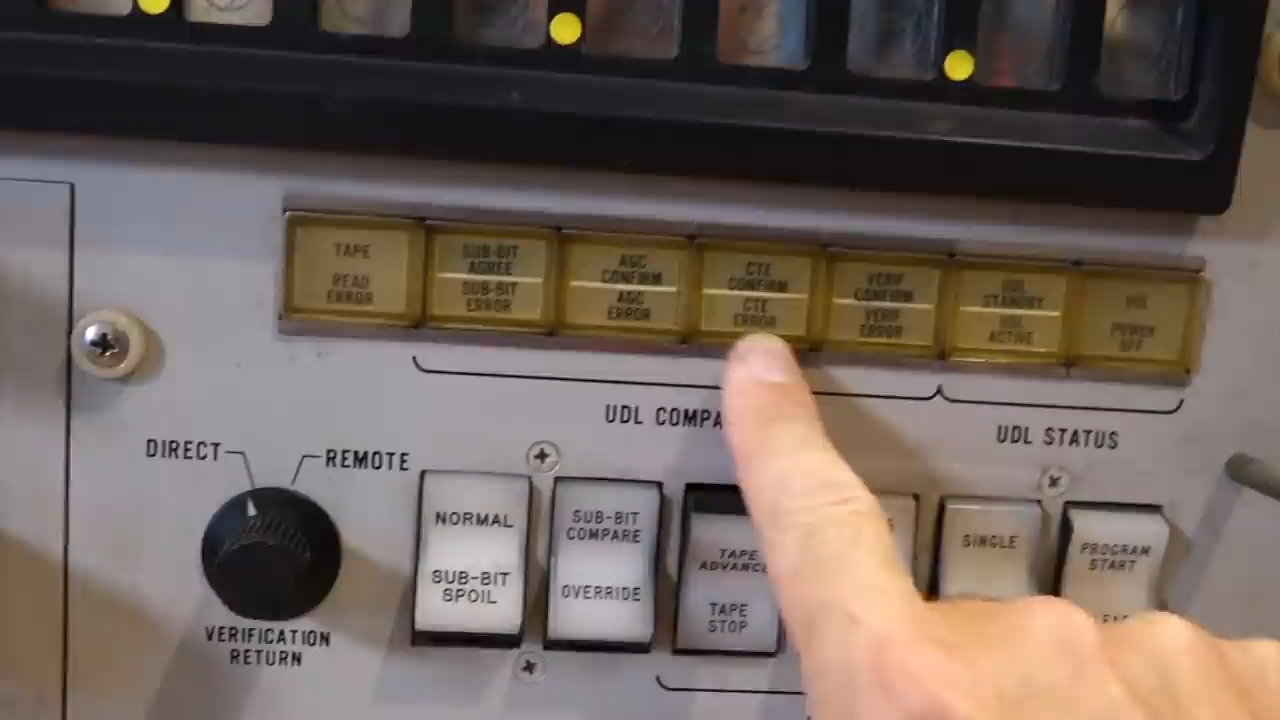 TAPE
READ
ERROR
SUB-BIT
AGREE
SUB-BIT
ERROR
AGC
CONFIRM
AGC
ERROR
CTE
CONFIRM
CTE
ERROR
VERIF
CONFIRM
VERIF
ERROR
UDL
STANDBY
UDL
ACTIVE
UDL
POWER
OFF
UDL
UDL STATUS
DIRECT
REMOTE
VERIFICATION
RETURN
NORMAL
SUB-BIT
SPOIL
SUB-BIT
COMPARE
OVERRIDE
TAPE
ADVANCE
TAPE
STOP
SINGLE
PROGRAM
START